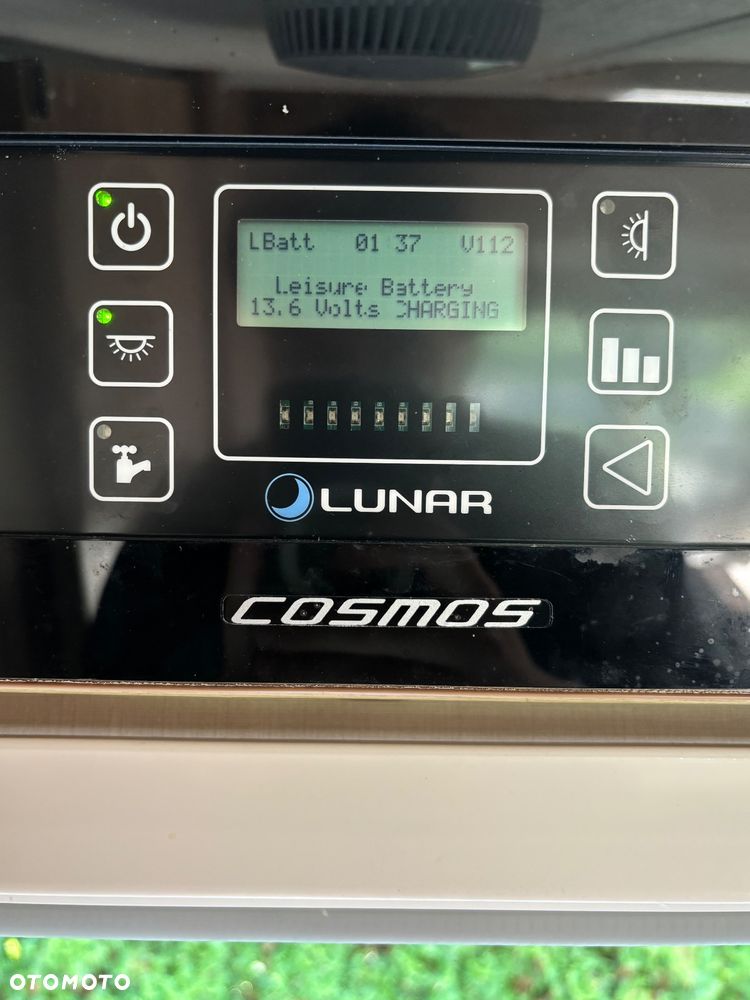 LBatt 01 37 V112
Leisure Battery
13.6 Volts CHARGING
LUNAR
COSMOS
OTOMOTO